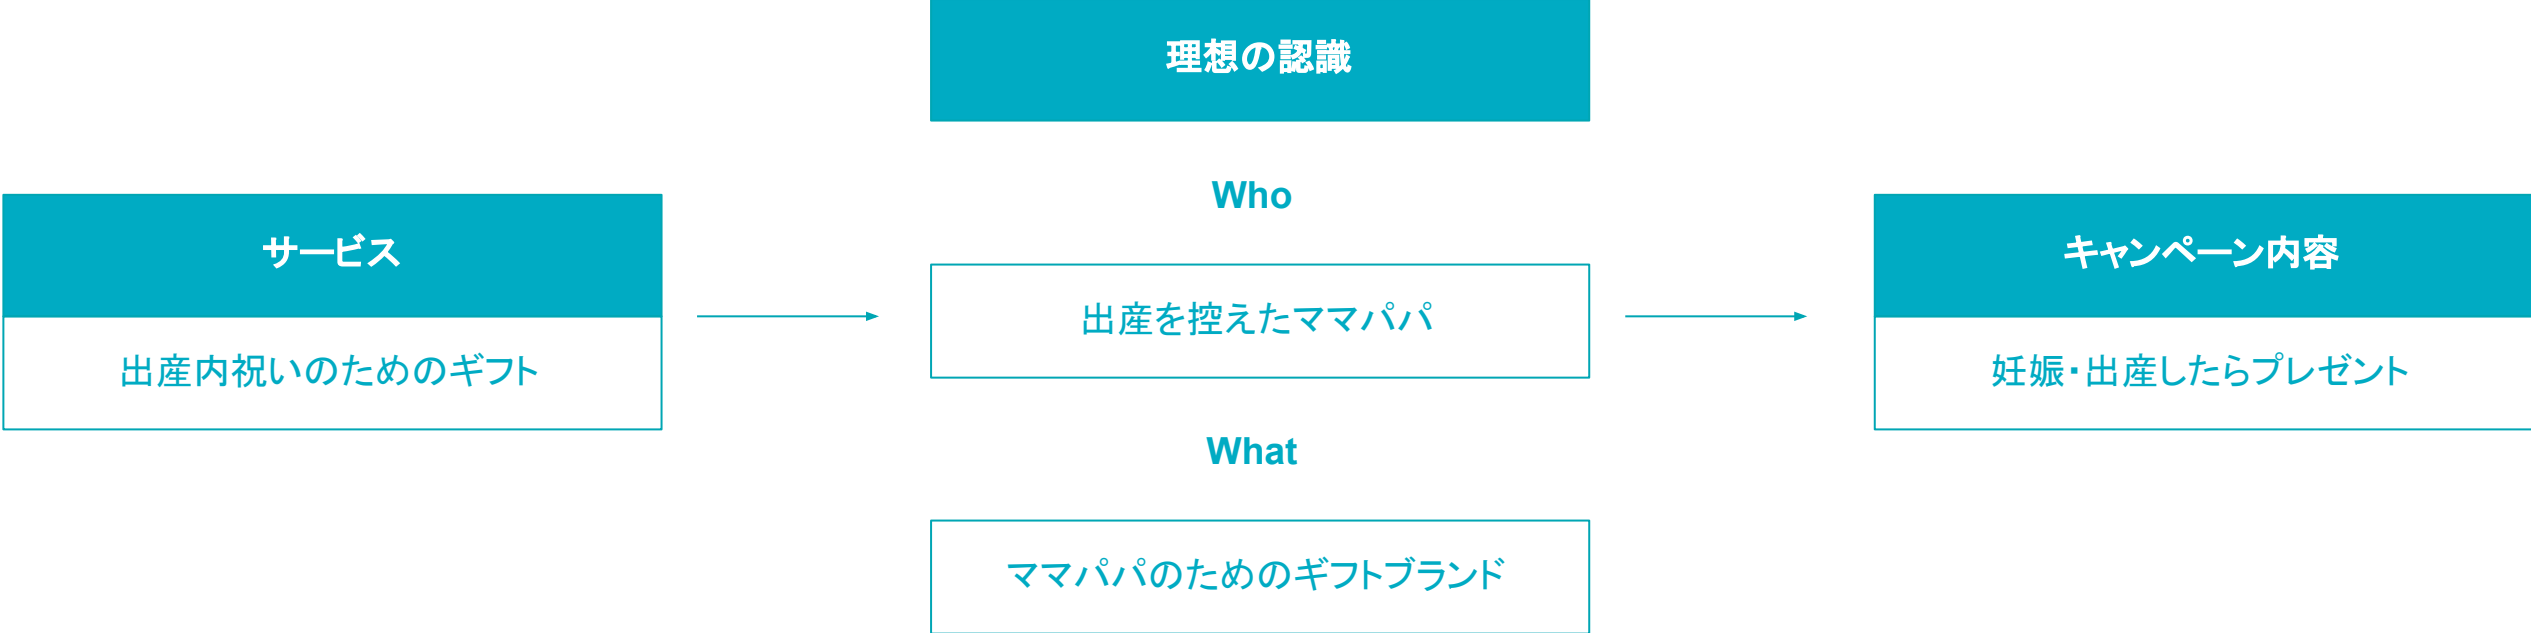 サービス
出産内祝いのためのギフト
理想の認識
Who
出産を控えたママパパ
What
ママパパのためのギフトブランド
キャンペーン内容
妊娠・出産したらプレゼント